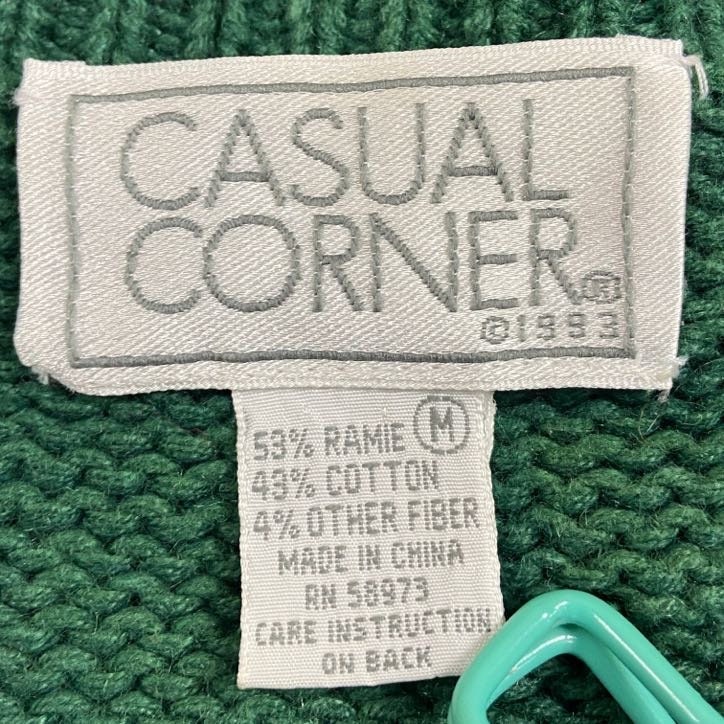 CASUAL
CORNER®
©1993
53% RAMIE M
43% COTTON
4% OTHER FIBER
MADE IN CHINA
RN 58973
CARE INSTRUCTION
ON BACK